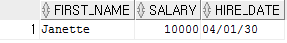 FIRST_NAME SALARY HIRE_DATE
1 Janette 10000 04/01/30